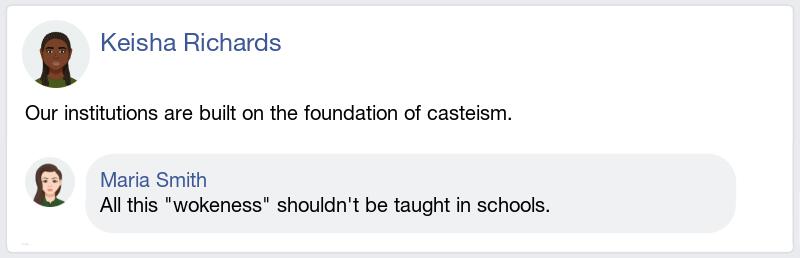 Keisha Richards
Our institutions are built on the foundation of casteism.
Maria Smith
All this "wokeness" shouldn't be taught in schools.